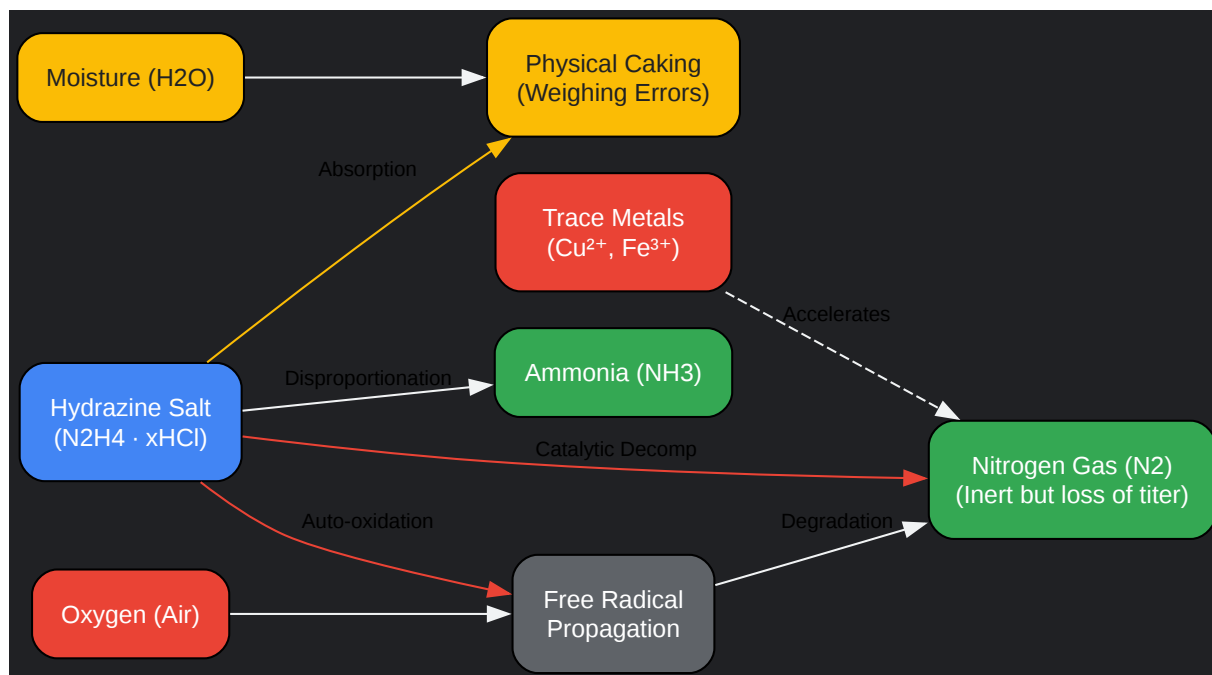 Moisture (H2O)
Physical Caking
(Weighing Errors)
Absorption
Trace Metals
(Cu²⁺, Fe³⁺)
Accelerates
Disproportionation
Ammonia (NH3)
Hydrazine Salt
(N2H4 · xHCl)
Catalytic Decomp
Nitrogen Gas (N2)
(Inert but loss of titer)
Auto-oxidation
Degradation
Oxygen (Air)
Free Radical
Propagation